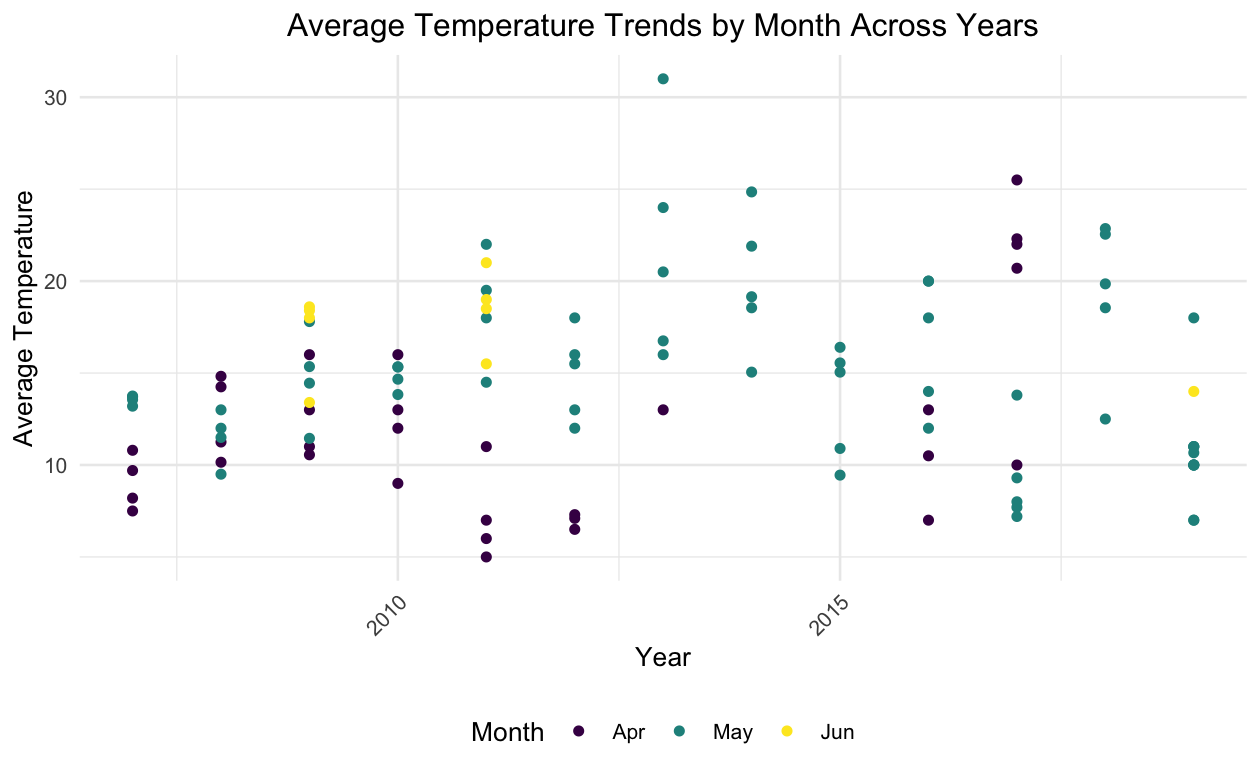 Average Temperature Trends by Month Across Years
Average Temperature
30
20
10
2010
2015
Year
Month Apr May Jun